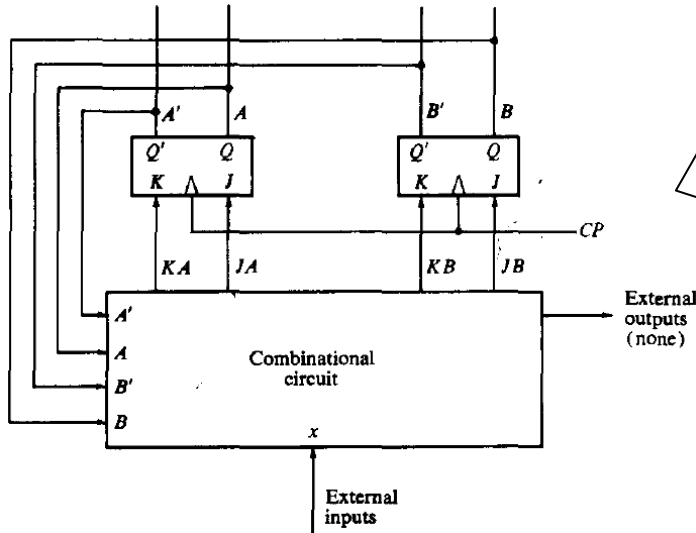 A'
A
B'
B
Q'
Q
Q'
Q
K
J
K
J
CP
KA
JA
KB
JB
A'
A
B'
B
Combinational
circuit
x
External
outputs
(none)
External
inputs